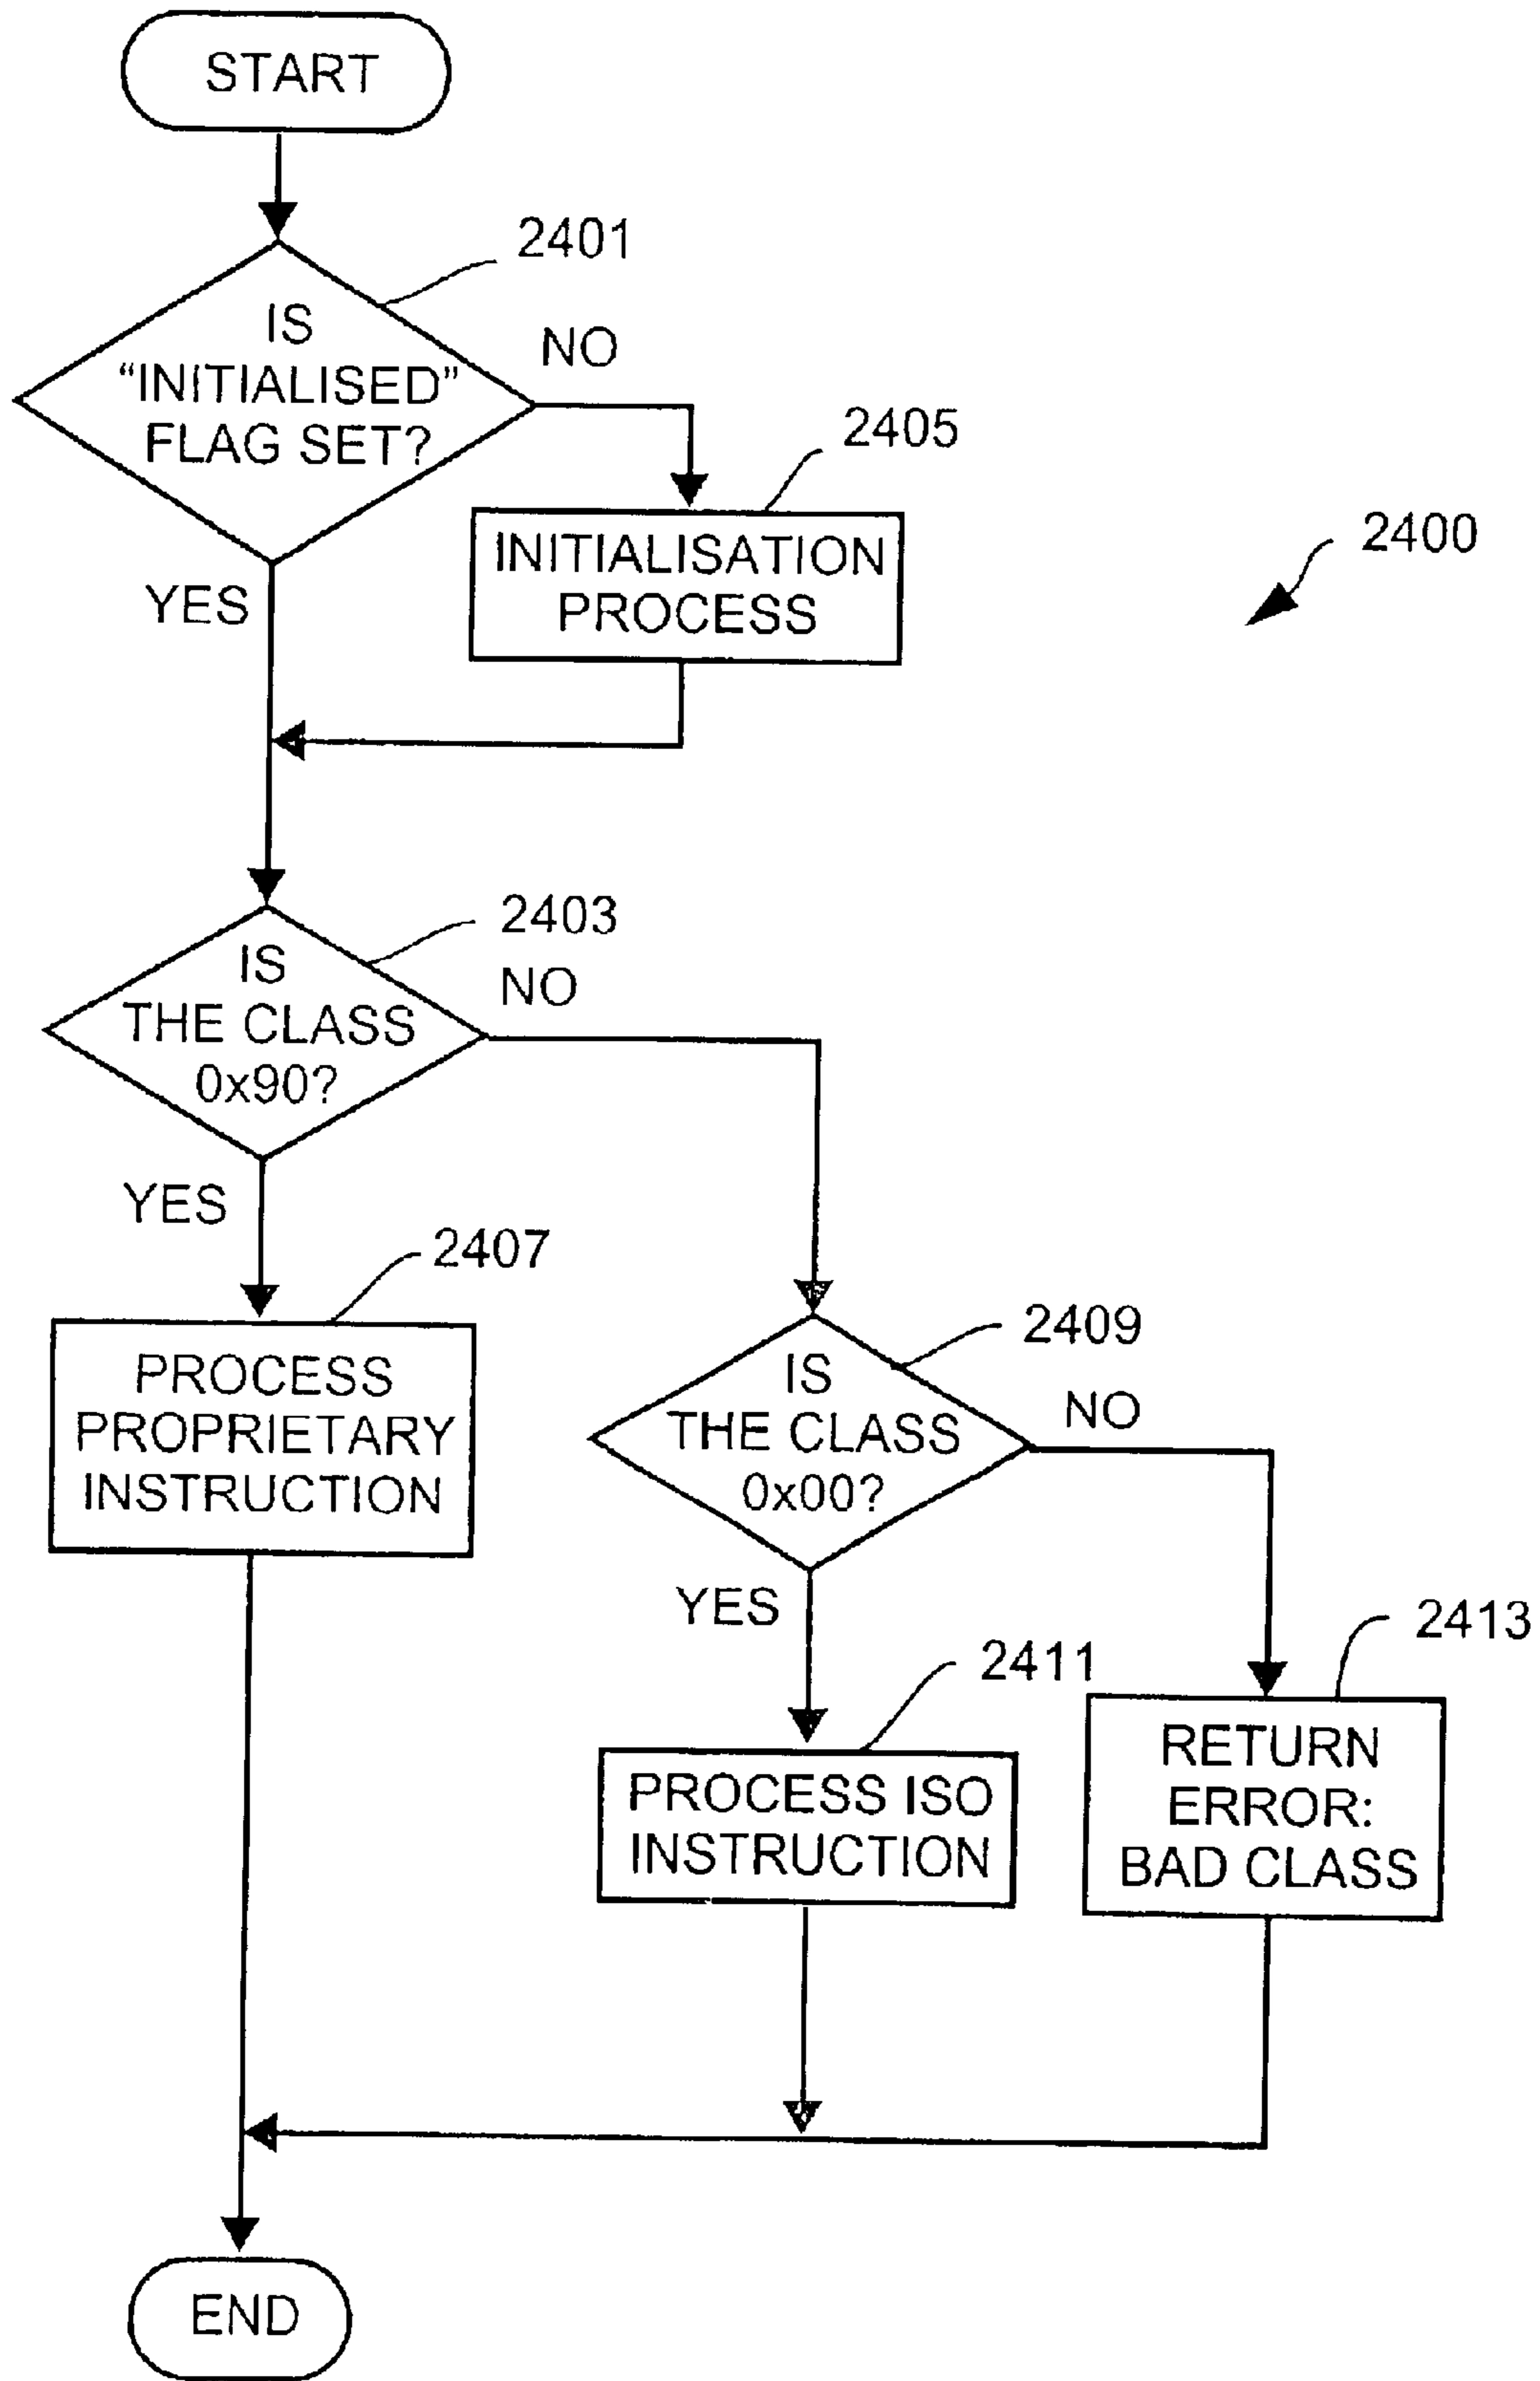 START
2401
IS
“INITIALISED”
FLAG SET?
NO
YES
2405
INITIALISATION
PROCESS
2400
2403
IS
THE CLASS
0x90?
NO
YES
2407
PROCESS
PROPRIETARY
INSTRUCTION
2409
IS
THE CLASS
0x00?
NO
YES
2411
PROCESS ISO
INSTRUCTION
2413
RETURN
ERROR:
BAD CLASS
END